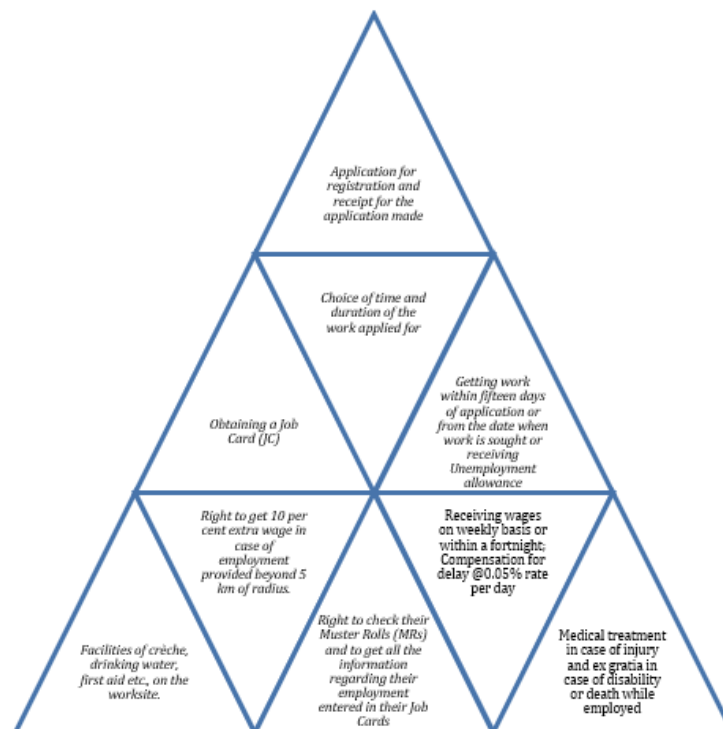 Application for
registration and
receipt for the
application made
Choice of time and
duration of the
work applied for
Obtaining a Job
Card (JC)
Getting work
within fifteen days
of application or
from the date when
work is sought or
receiving
Unemployment
allowance
Right to get 10 per
cent extra wage in
case of
employment
provided beyond 5
km of radius.
Receiving wages
on weekly basis or
within a fortnight;
Compensation for
delay @0.05% rate
per day
Facilities of crèche,
drinking water,
first aid etc., on the
worksite.
Right to check their
Muster Rolls (MRs)
and to get all the
information
regarding their
employment
entered in their Job
Cards
Medical treatment
in case of injury
and ex gratia in
case of disability
or death while
employed